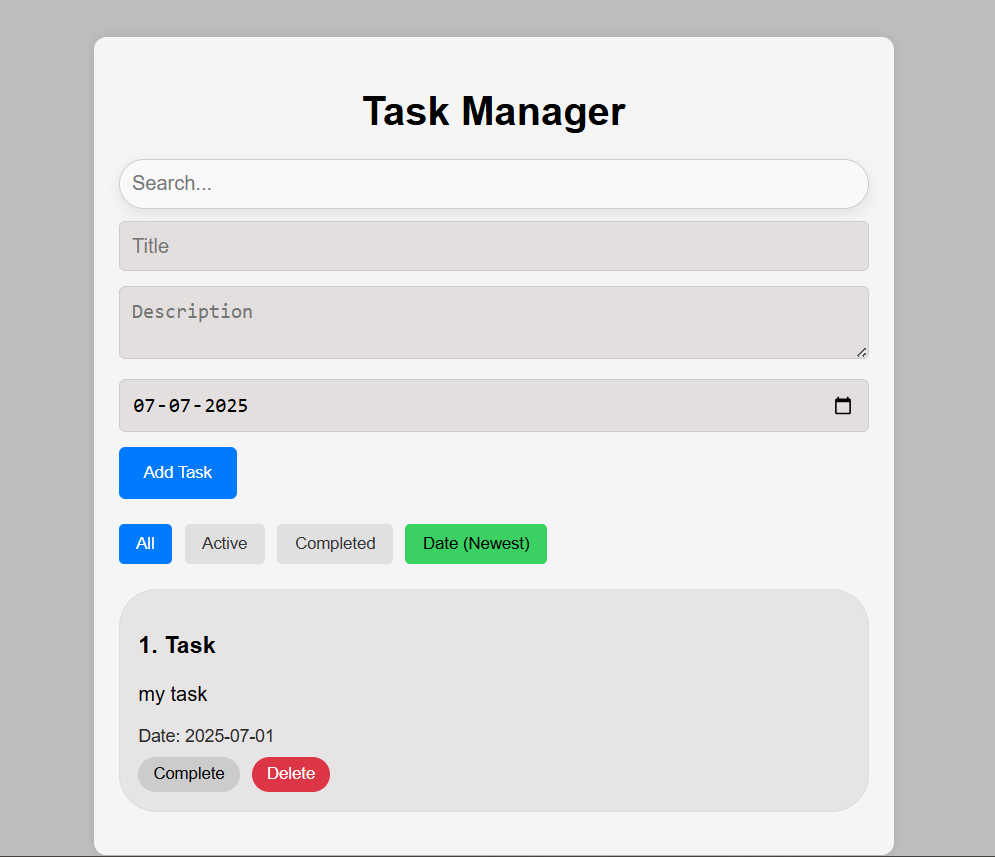 Task Manager
Search...
Title
Description
07-07-2025
Add Task
All Active Completed Date (Newest)
1. Task
my task
Date: 2025-07-01
Complete Delete